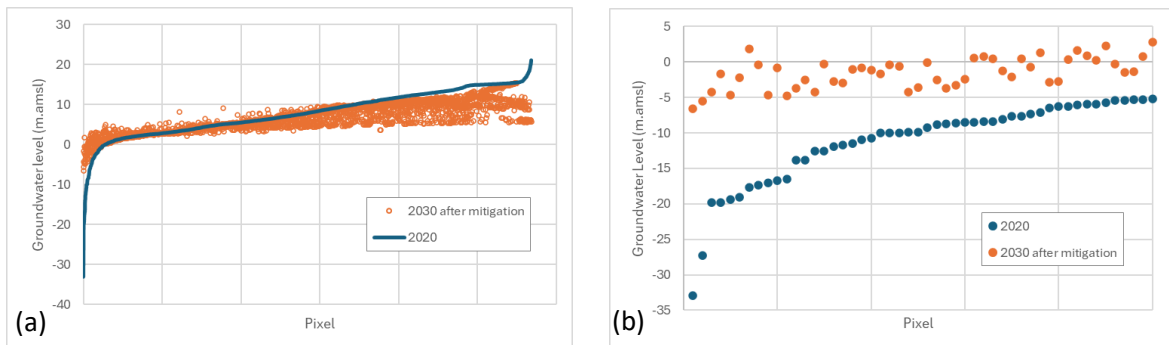 30
20
10
0
-10
-20
-30
-40
Groundwater level (m.amsl)
2030 after mitigation
2020
Pixel
(a)
5
0
-5
-10
-15
-20
-25
-30
-35
Groundwater Level (m.amsl)
2020
2030 after mitigation
Pixel
(b)